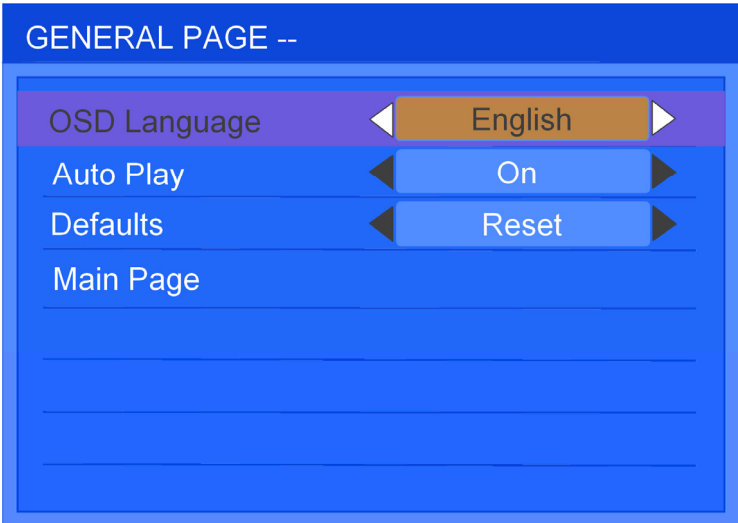 GENERAL PAGE --
OSD Language English
Auto Play On
Defaults Reset
Main Page